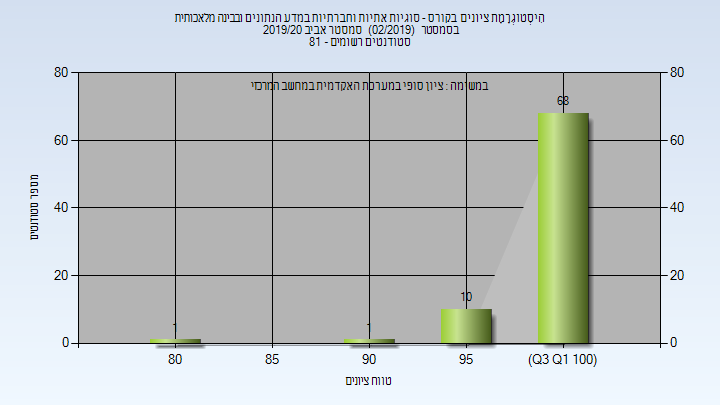 היסטוגרמת ציונים בקורס - סוגיות אתיות וחברתיות במדע הנתונים ובבינה מלאכותית
בסמסטר (02/2019) סמסטר אביב 2019/20
סטודנטים רשומים - 81
במשימה : ציון סופי במערכת האקדמית במחשב המרכזי
80
60
40
20
0
80
60
40
20
0
מספר סטודנטים
1
1
10
68
80
85
90
95
(Q3 Q1 100)
טווח ציונים